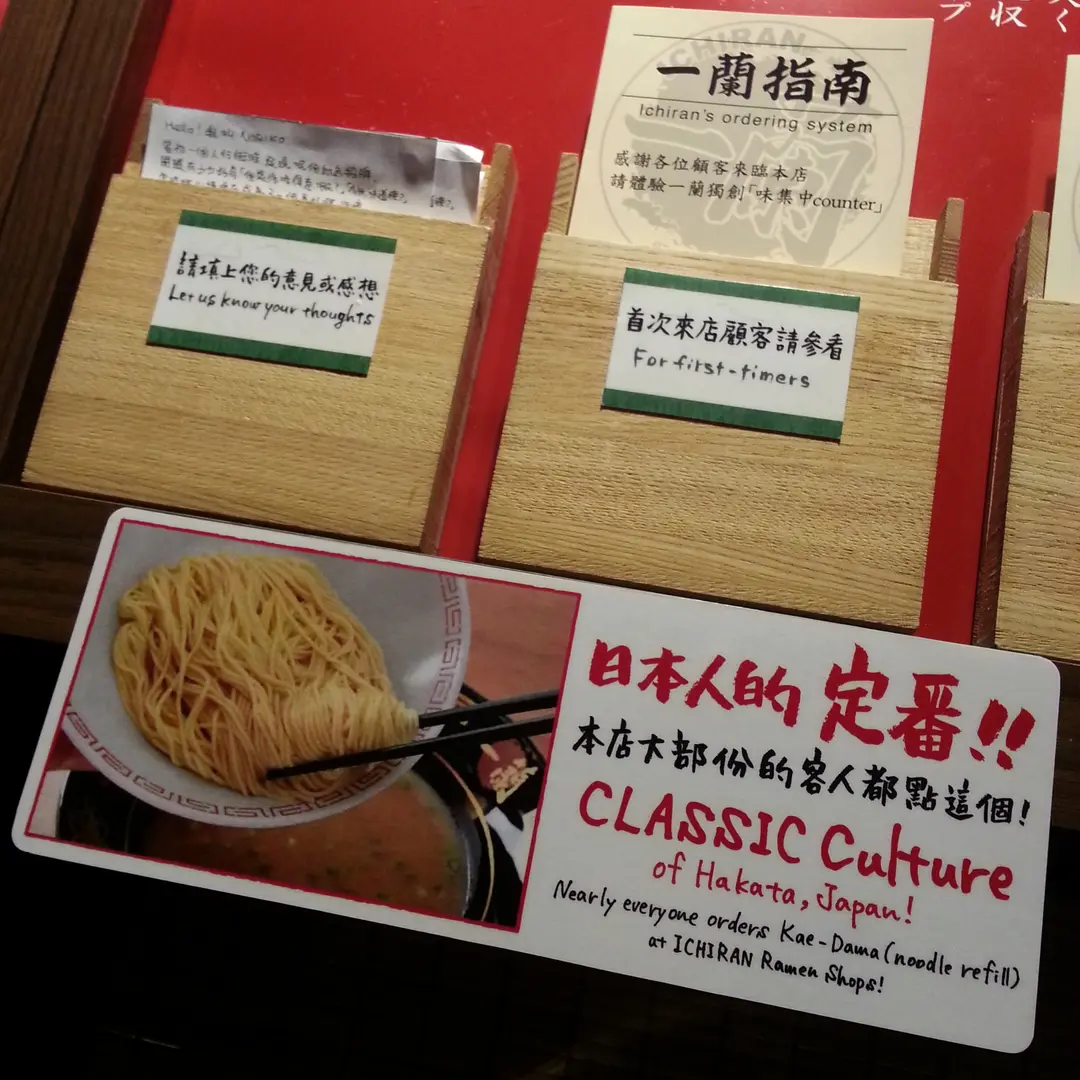 収
プ
ICHIRAN
一蘭指南
Ichiran's ordering system
感謝各位顧客來臨本店
請體驗一蘭獨創「味集中counter」
Hello!
請填上您的意見或感想
Let us know your thoughts
首次來店顧客請參看
For first-timers
日本人的定番!!
本店大部份的客人都點這個!
CLASSIC Culture
of Hakata, Japan!
Nearly everyone orders Kae-Dama (noodle refill)
at ICHIRAN Ramen Shops!